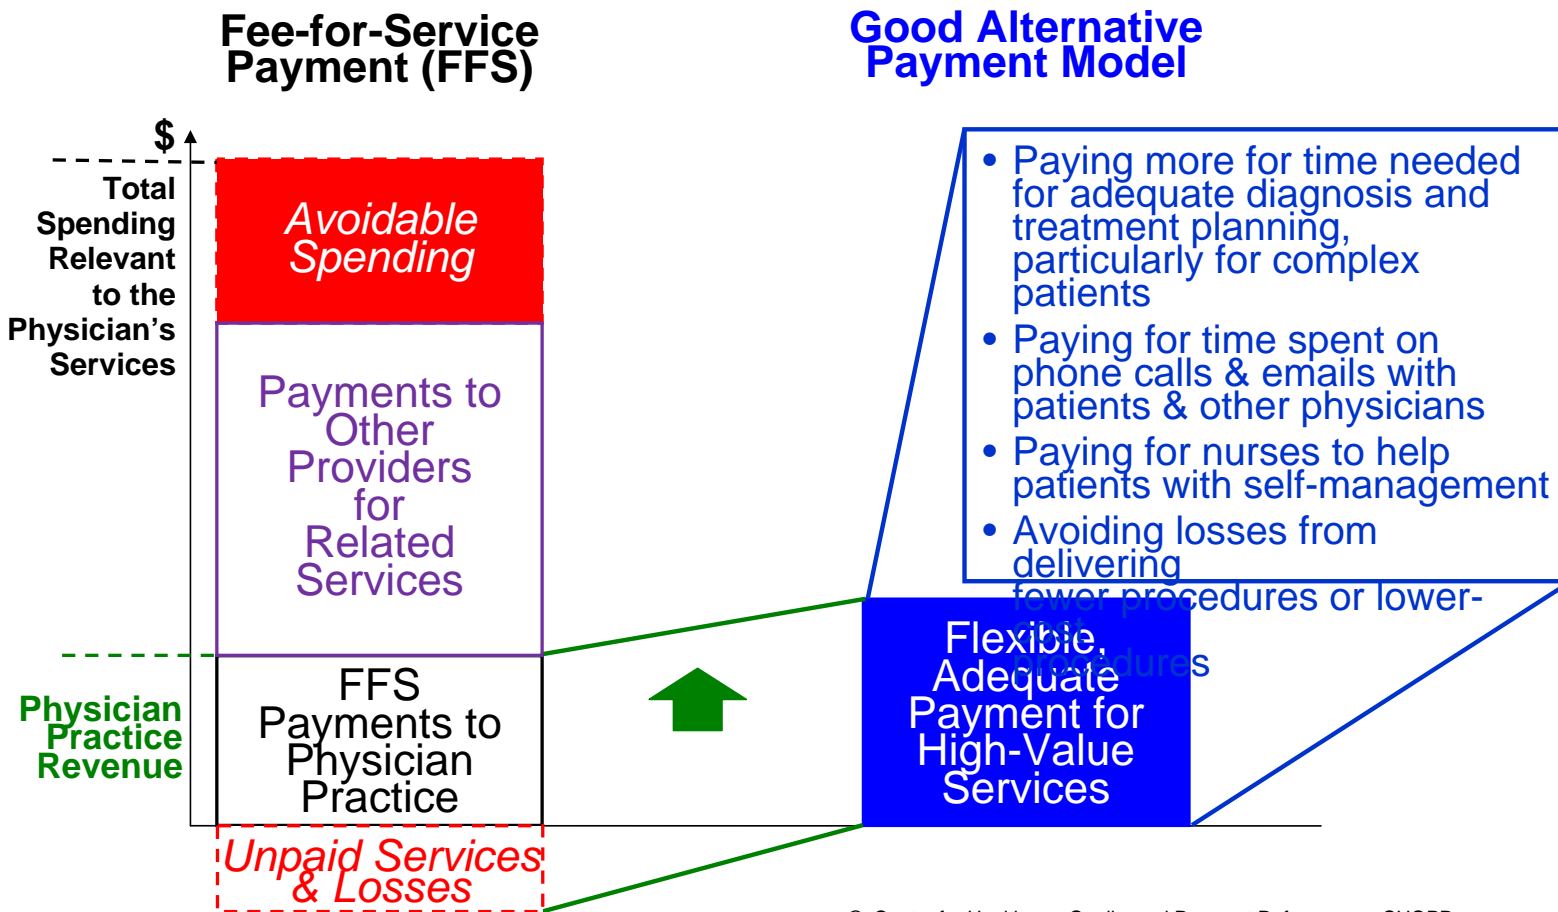 Fee-for-Service
Payment (FFS)
Good Alternative
Payment Model
$
Total
Spending
Relevant
to the
Physician's
Services
Avoidable
Spending
Payments to
Other
Providers
for
Related
Services
Physician
Practice
Revenue
FFS
Payments to
Physician
Practice
Unpaid Services
& Losses
• Paying more for time needed
for adequate diagnosis and
treatment planning,
particularly for complex
patients
• Paying for time spent on
phone calls & emails with
patients & other physicians
• Paying for nurses to help
patients with self-management
• Avoiding losses from
delivering
fewer procedures or lower-
cost
procedures
Flexible,
Adequate
Payment for
High-Value
Services